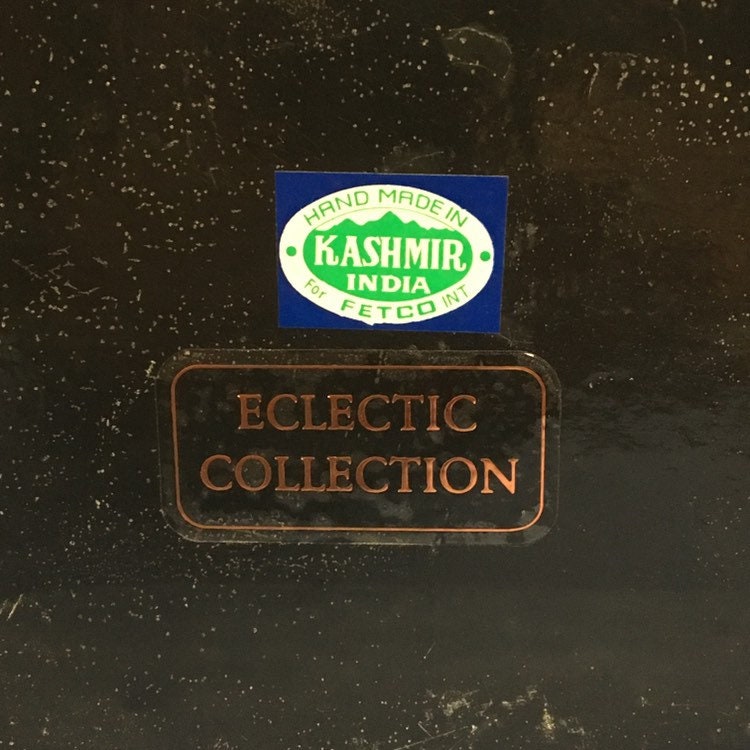 HAND MADE IN
KASHMIR
INDIA
For FETCO INT
ECLECTIC
COLLECTION